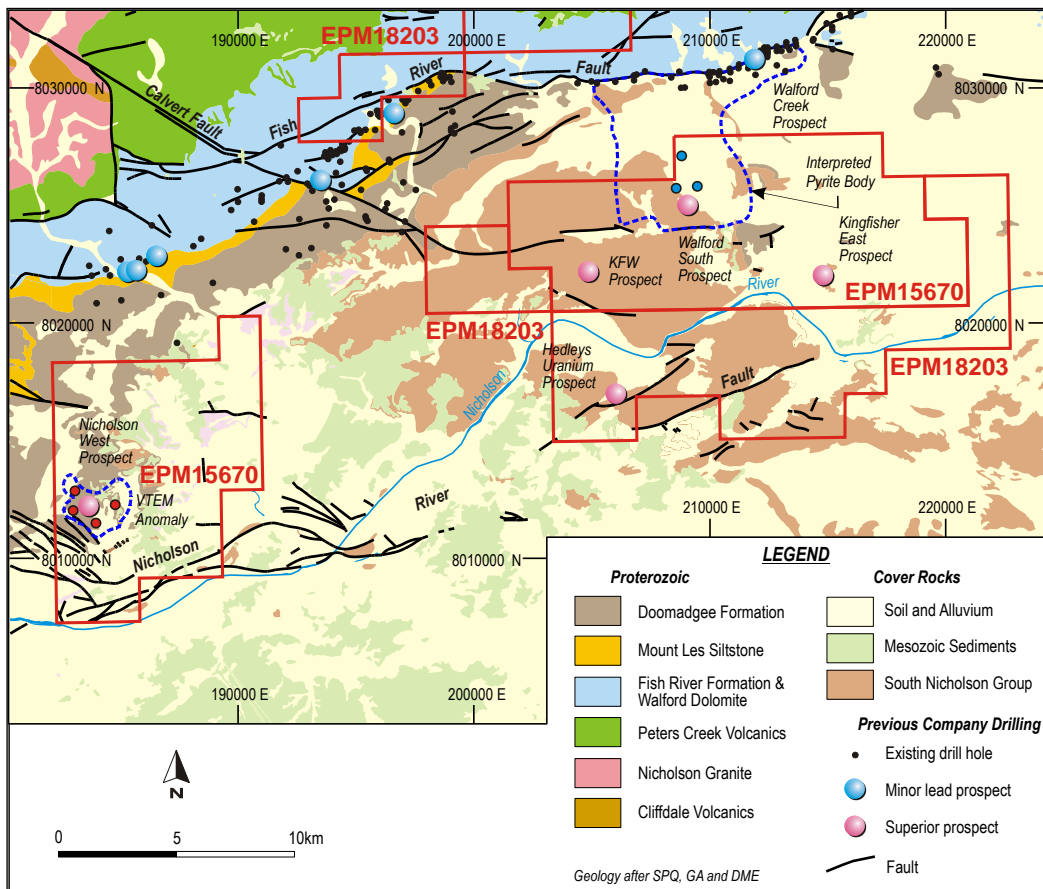 190000 E
200000 E
210000 E
220000 E
EPM18203
8030000 N
8030000 N
Calvert Fault
Fish
River
Fault
Walford
Creek
Prospect
Interpreted
Pyrite Body
Walford
South
Prospect
Kingfisher
East
Prospect
KFW
Prospect
River
EPM15670
EPM18203
8020000 N
8020000 N
EPM18203
Hedleys
Uranium
Prospect
Fault
Nicholson
Nicholson
West
Prospect
EPM15670
VTEM
Anomaly
River
Nicholson
8010000 N
8010000 N
210000 E
220000 E
190000 E
200000 E
N
0
5
10km
LEGEND
Proterozoic
Doomadgee Formation
Mount Les Siltstone
Fish River Formation &
Walford Dolomite
Peters Creek Volcanics
Nicholson Granite
Cliffdale Volcanics
Cover Rocks
Soil and Alluvium
Mesozoic Sediments
South Nicholson Group
Previous Company Drilling
Existing drill hole
Minor lead prospect
Superior prospect
Fault
Geology after SPQ, GA and DME